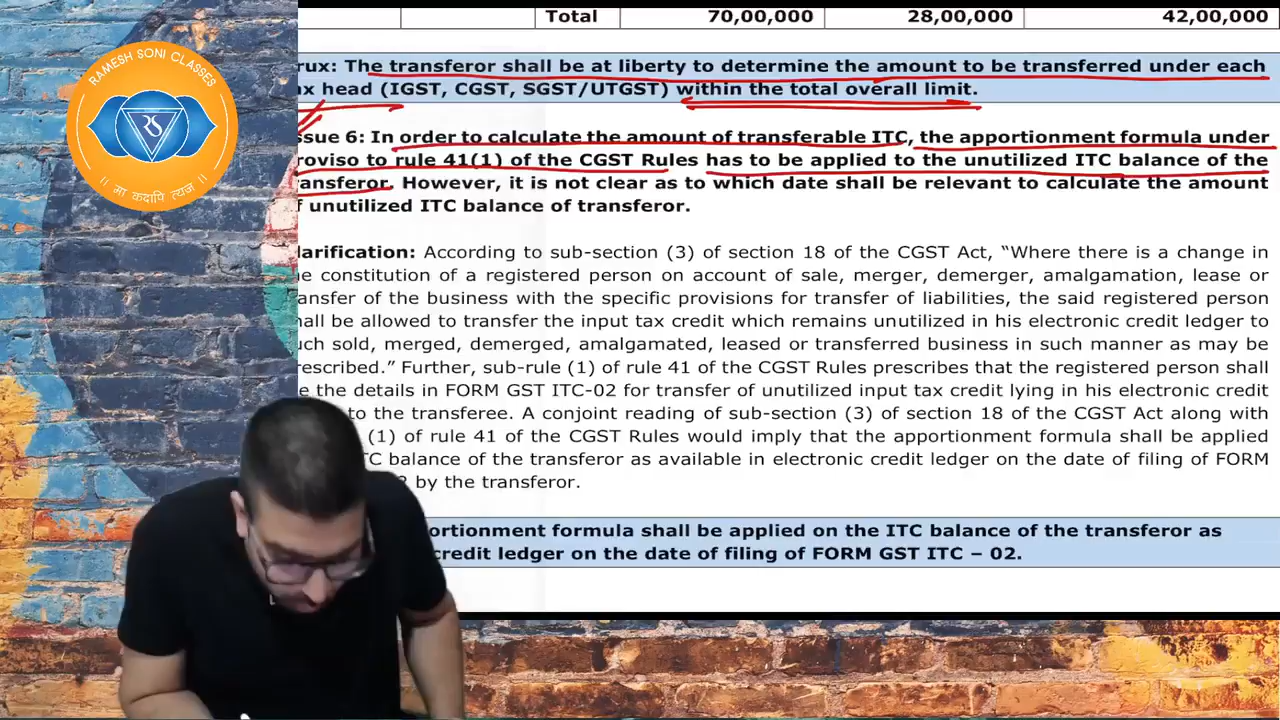 Total 70,00,000 28,00,000 42,00,000
RAMESH SONI CLASSES
RS
॥ मा कदापि त्यज ॥
rux: The transferor shall be at liberty to determine the amount to be transferred under each
x head (IGST, CGST, SGST/UTGST) within the total overall limit.
ssue 6: In order to calculate the amount of transferable ITC, the apportionment formula under
roviso to rule 41(1) of the CGST Rules has to be applied to the unutilized ITC balance of the
ransferor. However, it is not clear as to which date shall be relevant to calculate the amount
f unutilized ITC balance of transferor.
larification: According to sub-section (3) of section 18 of the CGST Act, “Where there is a change in
e constitution of a registered person on account of sale, merger, demerger, amalgamation, lease or
ansfer of the business with the specific provisions for transfer of liabilities, the said registered person
hall be allowed to transfer the input tax credit which remains unutilized in his electronic credit ledger to
uch sold, merged, demerged, amalgamated, leased or transferred business in such manner as may be
rescribed.” Further, sub-rule (1) of rule 41 of the CGST Rules prescribes that the registered person shall
e the details in FORM GST ITC-02 for transfer of unutilized input tax credit lying in his electronic credit
to the transferee. A conjoint reading of sub-section (3) of section 18 of the CGST Act along with
(1) of rule 41 of the CGST Rules would imply that the apportionment formula shall be applied
TC balance of the transferor as available in electronic credit ledger on the date of filing of FORM
2 by the transferor.
ortionment formula shall be applied on the ITC balance of the transferor as
credit ledger on the date of filing of FORM GST ITC – 02.